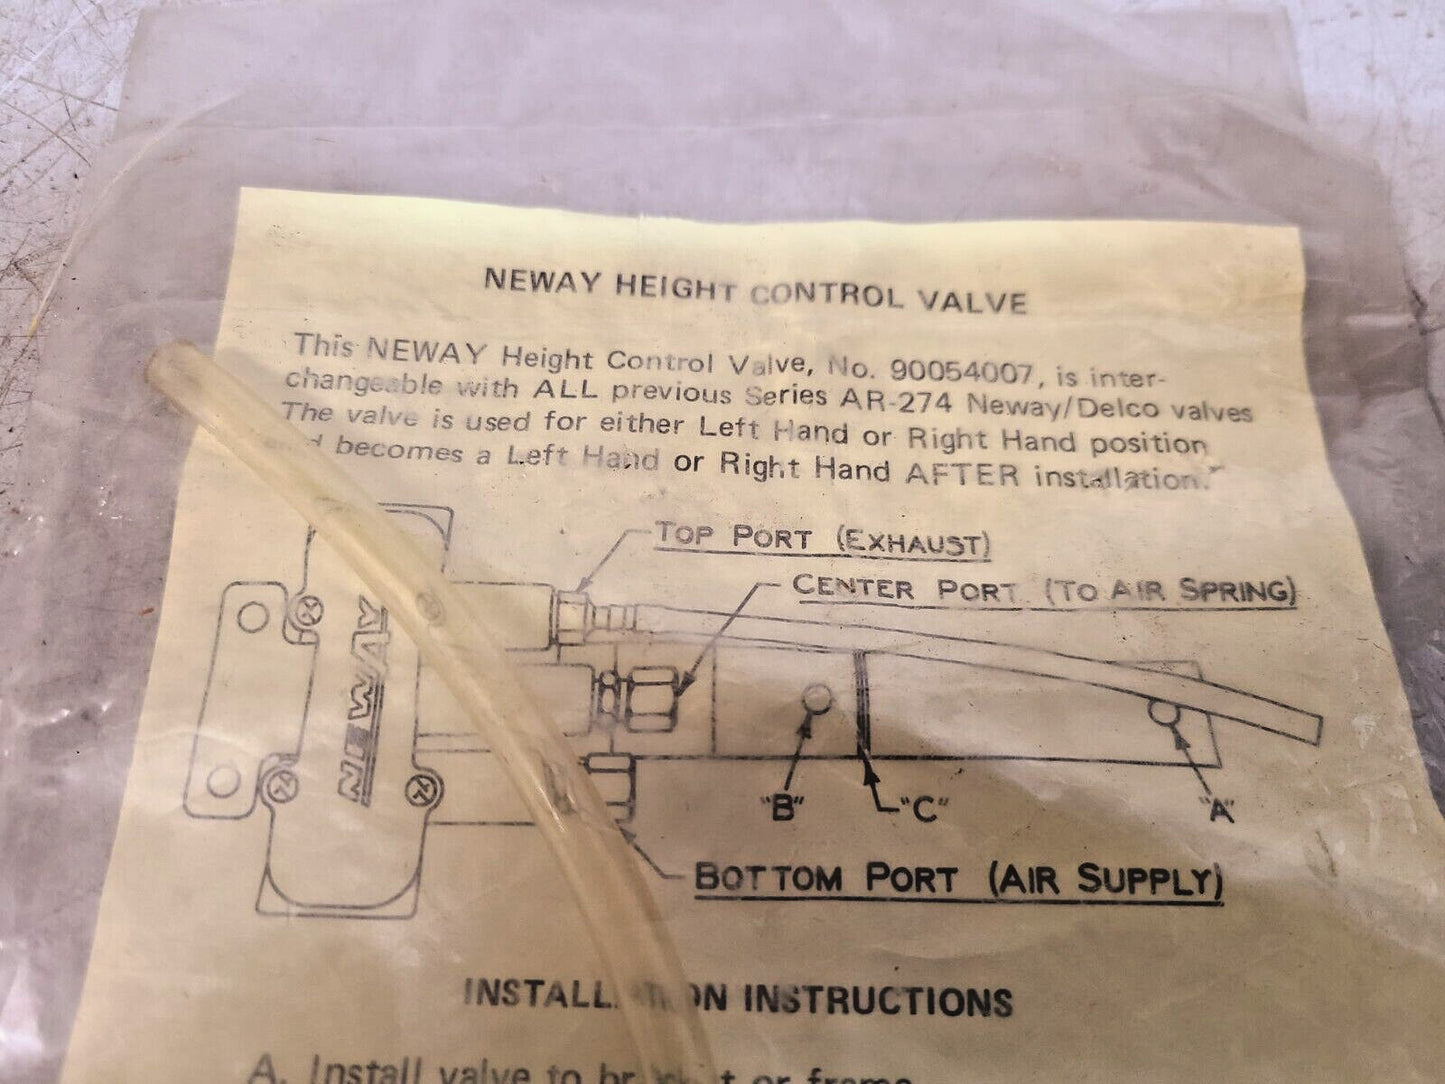 NEWAY HEIGHT CONTROL VALVE
This NEWAY Height Control Valve, No. 90054007, is inter-
changeable with ALL previous Series AR-274 Neway/Delco valves
The valve is used for either Left Hand or Right Hand position
becomes a Left Hand or Right Hand AFTER installation.
TOP PORT (EXHAUST)
CENTER PORT (TO AIR SPRING)
NEWAY
"B"
"C"
"A"
BOTTOM PORT (AIR SUPPLY)
INSTRUCTIONS
A. Install valve to or frame